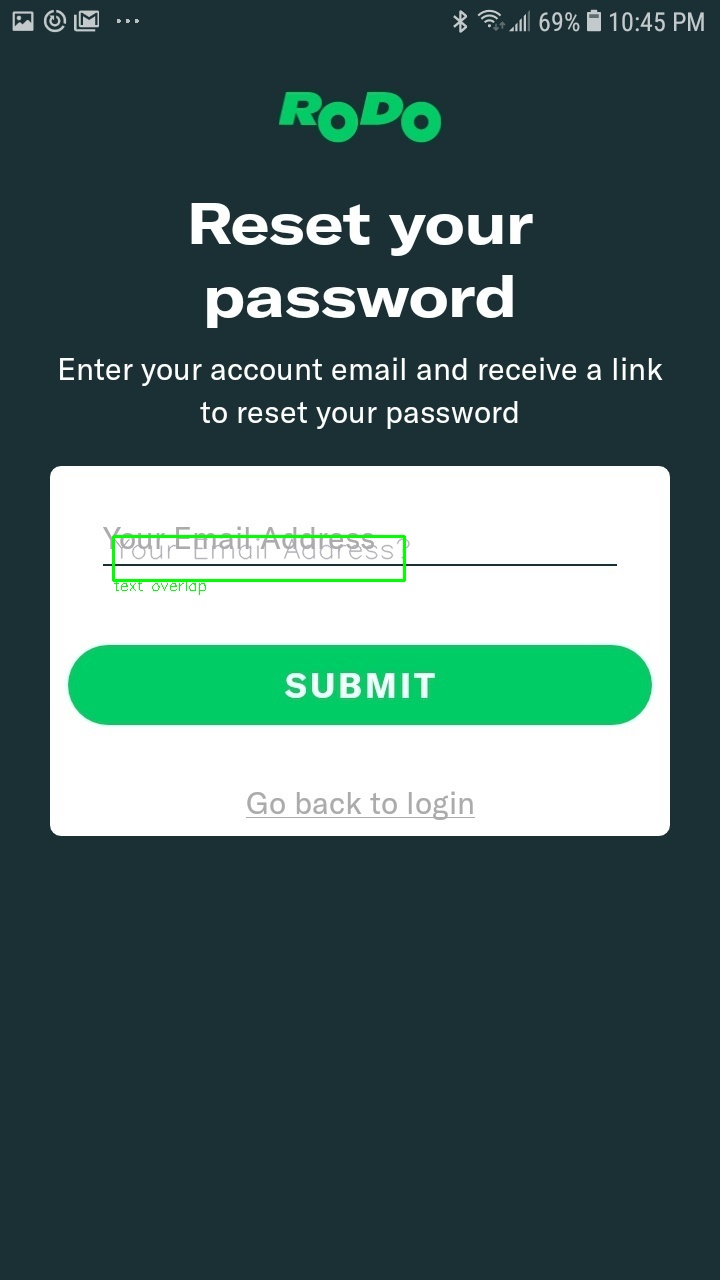 69% 10:45 PM
RoDo
Reset your
password
Enter your account email and receive a link
to reset your password
Your Email Address
Your Email Address?
text overlap
SUBMIT
Go back to login